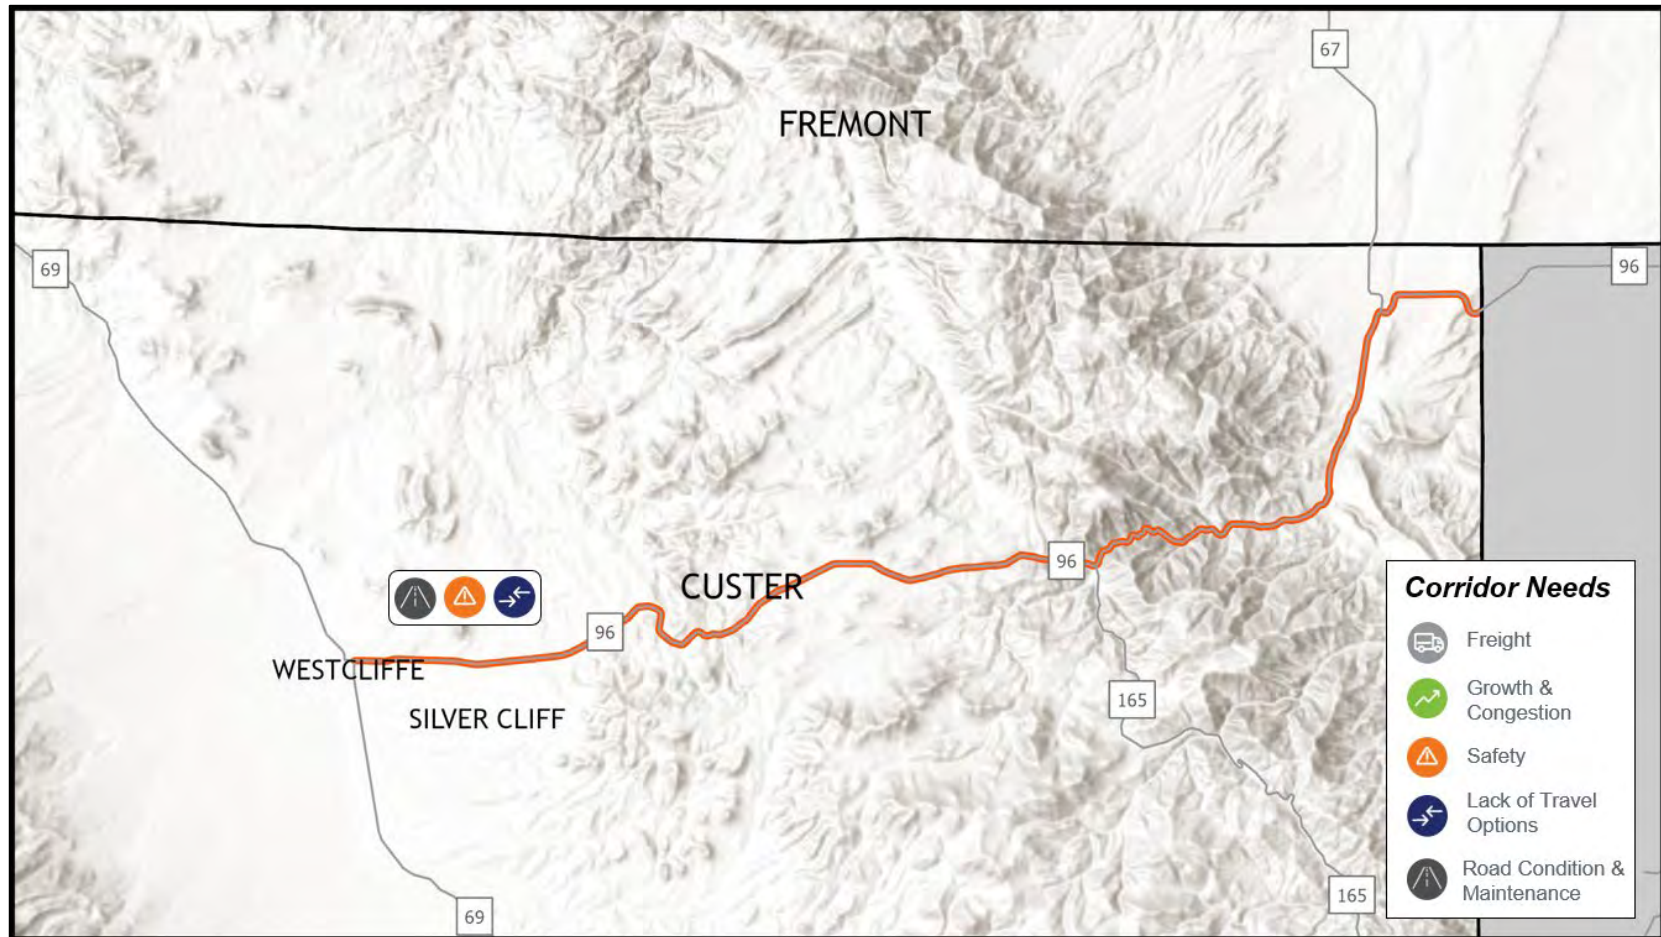 67
FREMONT
69
96
CUSTER
96
96
WESTCLIFFE
SILVER CLIFF
165
165
69
Corridor Needs
Freight
Growth &
Congestion
Safety
Lack of Travel
Options
Road Condition &
Maintenance